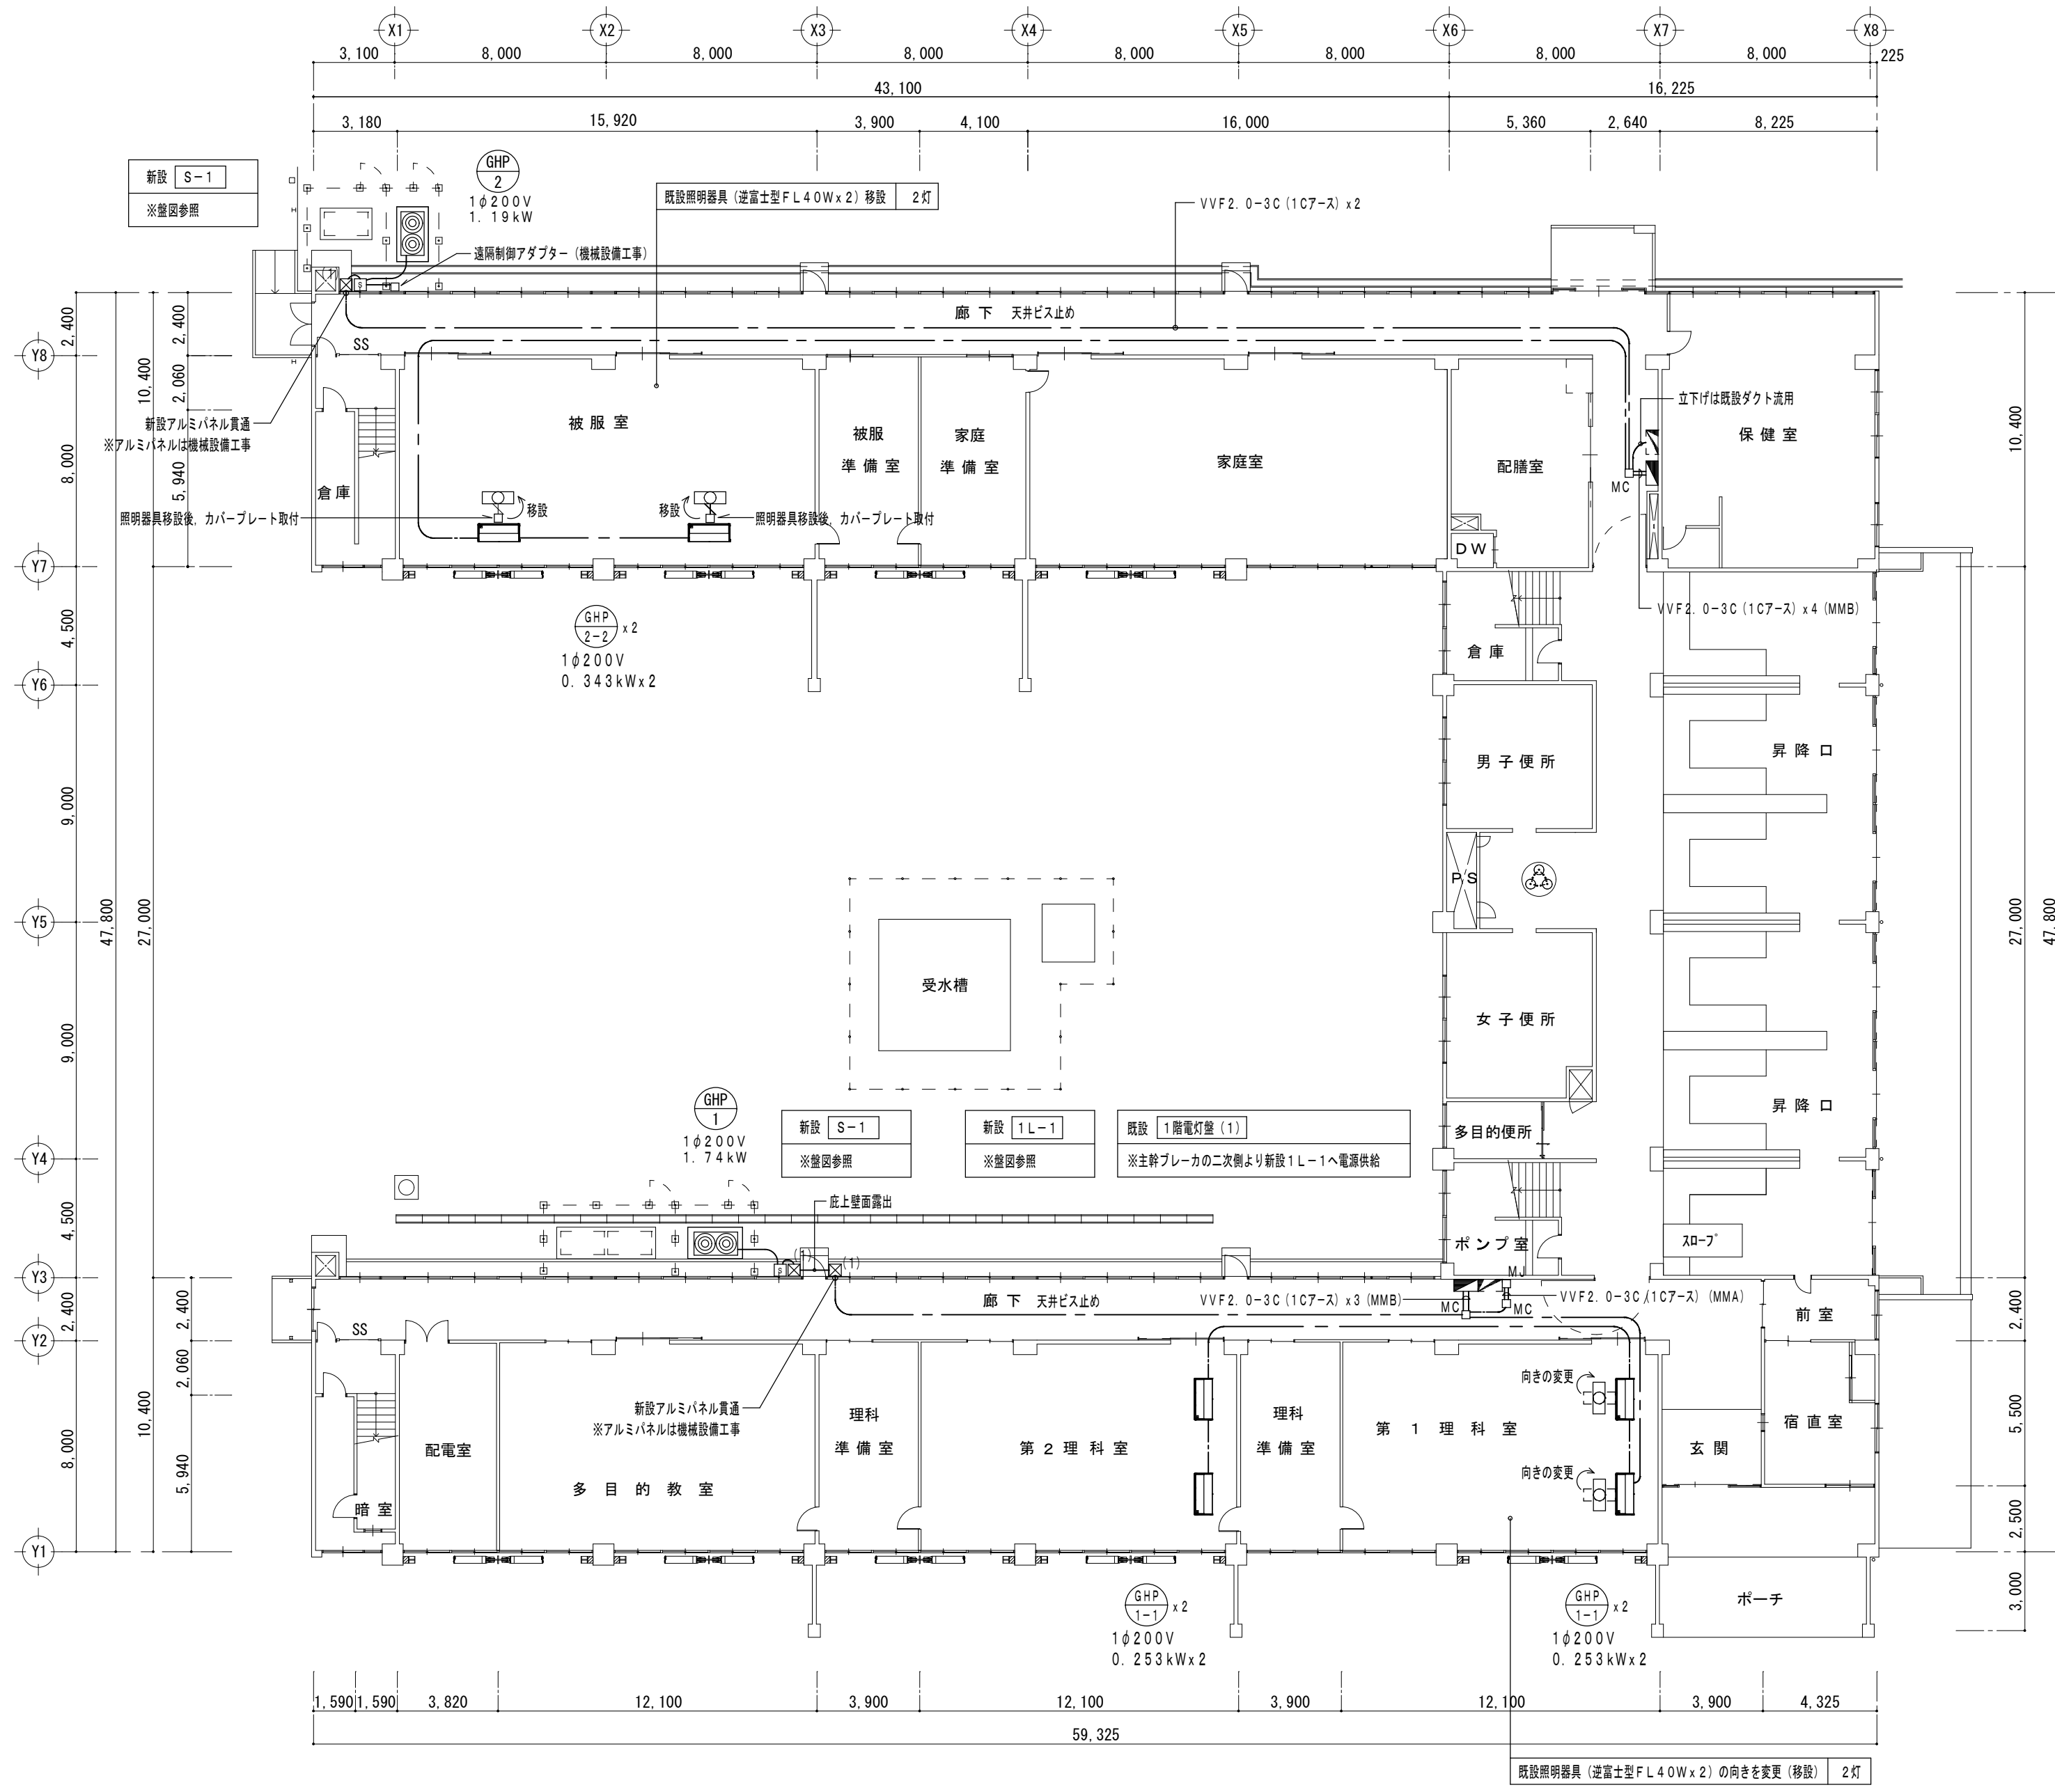 X1 X2 X3 X4 X5 X6 X7 X8
3,100 8,000 8,000 8,000 8,000 8,000 8,000 8,000 225
43,100 16,225
3,180 15,920 3,900 4,100 16,000 5,360 2,640 8,225
新設 S-1
※盤図参照
GHP
2
1φ200V
1.19kW
既設照明器具(逆富士型FL40Wx2)移設 2灯
VVF2.0-3C(1Cアース)x2
遠隔制御アダプター(機械設備工事)
S
廊下 天井ビス止め
SS
新設アルミパネル貫通
※アルミパネルは機械設備工事
立下げは既設ダクト流用
被服室
被服
準備室
家庭
準備室
家庭室
配膳室
保健室
L
MC
倉庫
移設
移設
照明器具移設後,カバープレート取付
照明器具移設後,カバープレート取付
DW
VVF2.0-3C(1Cアース)x4(MMB)
GHP
2-2
x2
1φ200V
0.343kWx2
倉庫
男子便所
昇降口
PS
受水槽
女子便所
昇降口
多目的便所
GHP
1
1φ200V
1.74kW
新設 S-1
※盤図参照
新設 1L-1
※盤図参照
既設 1階電灯盤(1)
※主幹ブレーカの二次側より新設1L-1へ電源供給
庇上壁面露出
ポンプ室
スロープ
S
(1)
(1)
MJ
廊下 天井ビス止め
VVF2.0-3C(1Cアース)x3(MMB)
MC
MC
VVF2.0-3C(1Cアース)(MMA)
前室
SS
新設アルミパネル貫通
※アルミパネルは機械設備工事
向きの変更
向きの変更
配電室
多目的教室
理科
準備室
第2理科室
理科
準備室
第1理科室
玄関
宿直室
暗室
ポーチ
GHP
1-1
x2
1φ200V
0.253kWx2
GHP
1-1
x2
1φ200V
0.253kWx2
Y8
Y7
Y6
Y5
Y4
Y3
Y2
Y1
2,400
8,000
4,500
9,000
9,000
4,500
2,400
8,000
47,800
10,400
27,000
10,400
2,400
2,060
5,940
2,400
2,060
5,940
10,400
27,000
47,800
2,400
5,500
2,500
3,000
1,590 1,590 3,820 12,100 3,900 12,100 3,900 12,100 3,900 4,325
59,325
既設照明器具(逆富士型FL40Wx2)の向きを変更(移設) 2灯